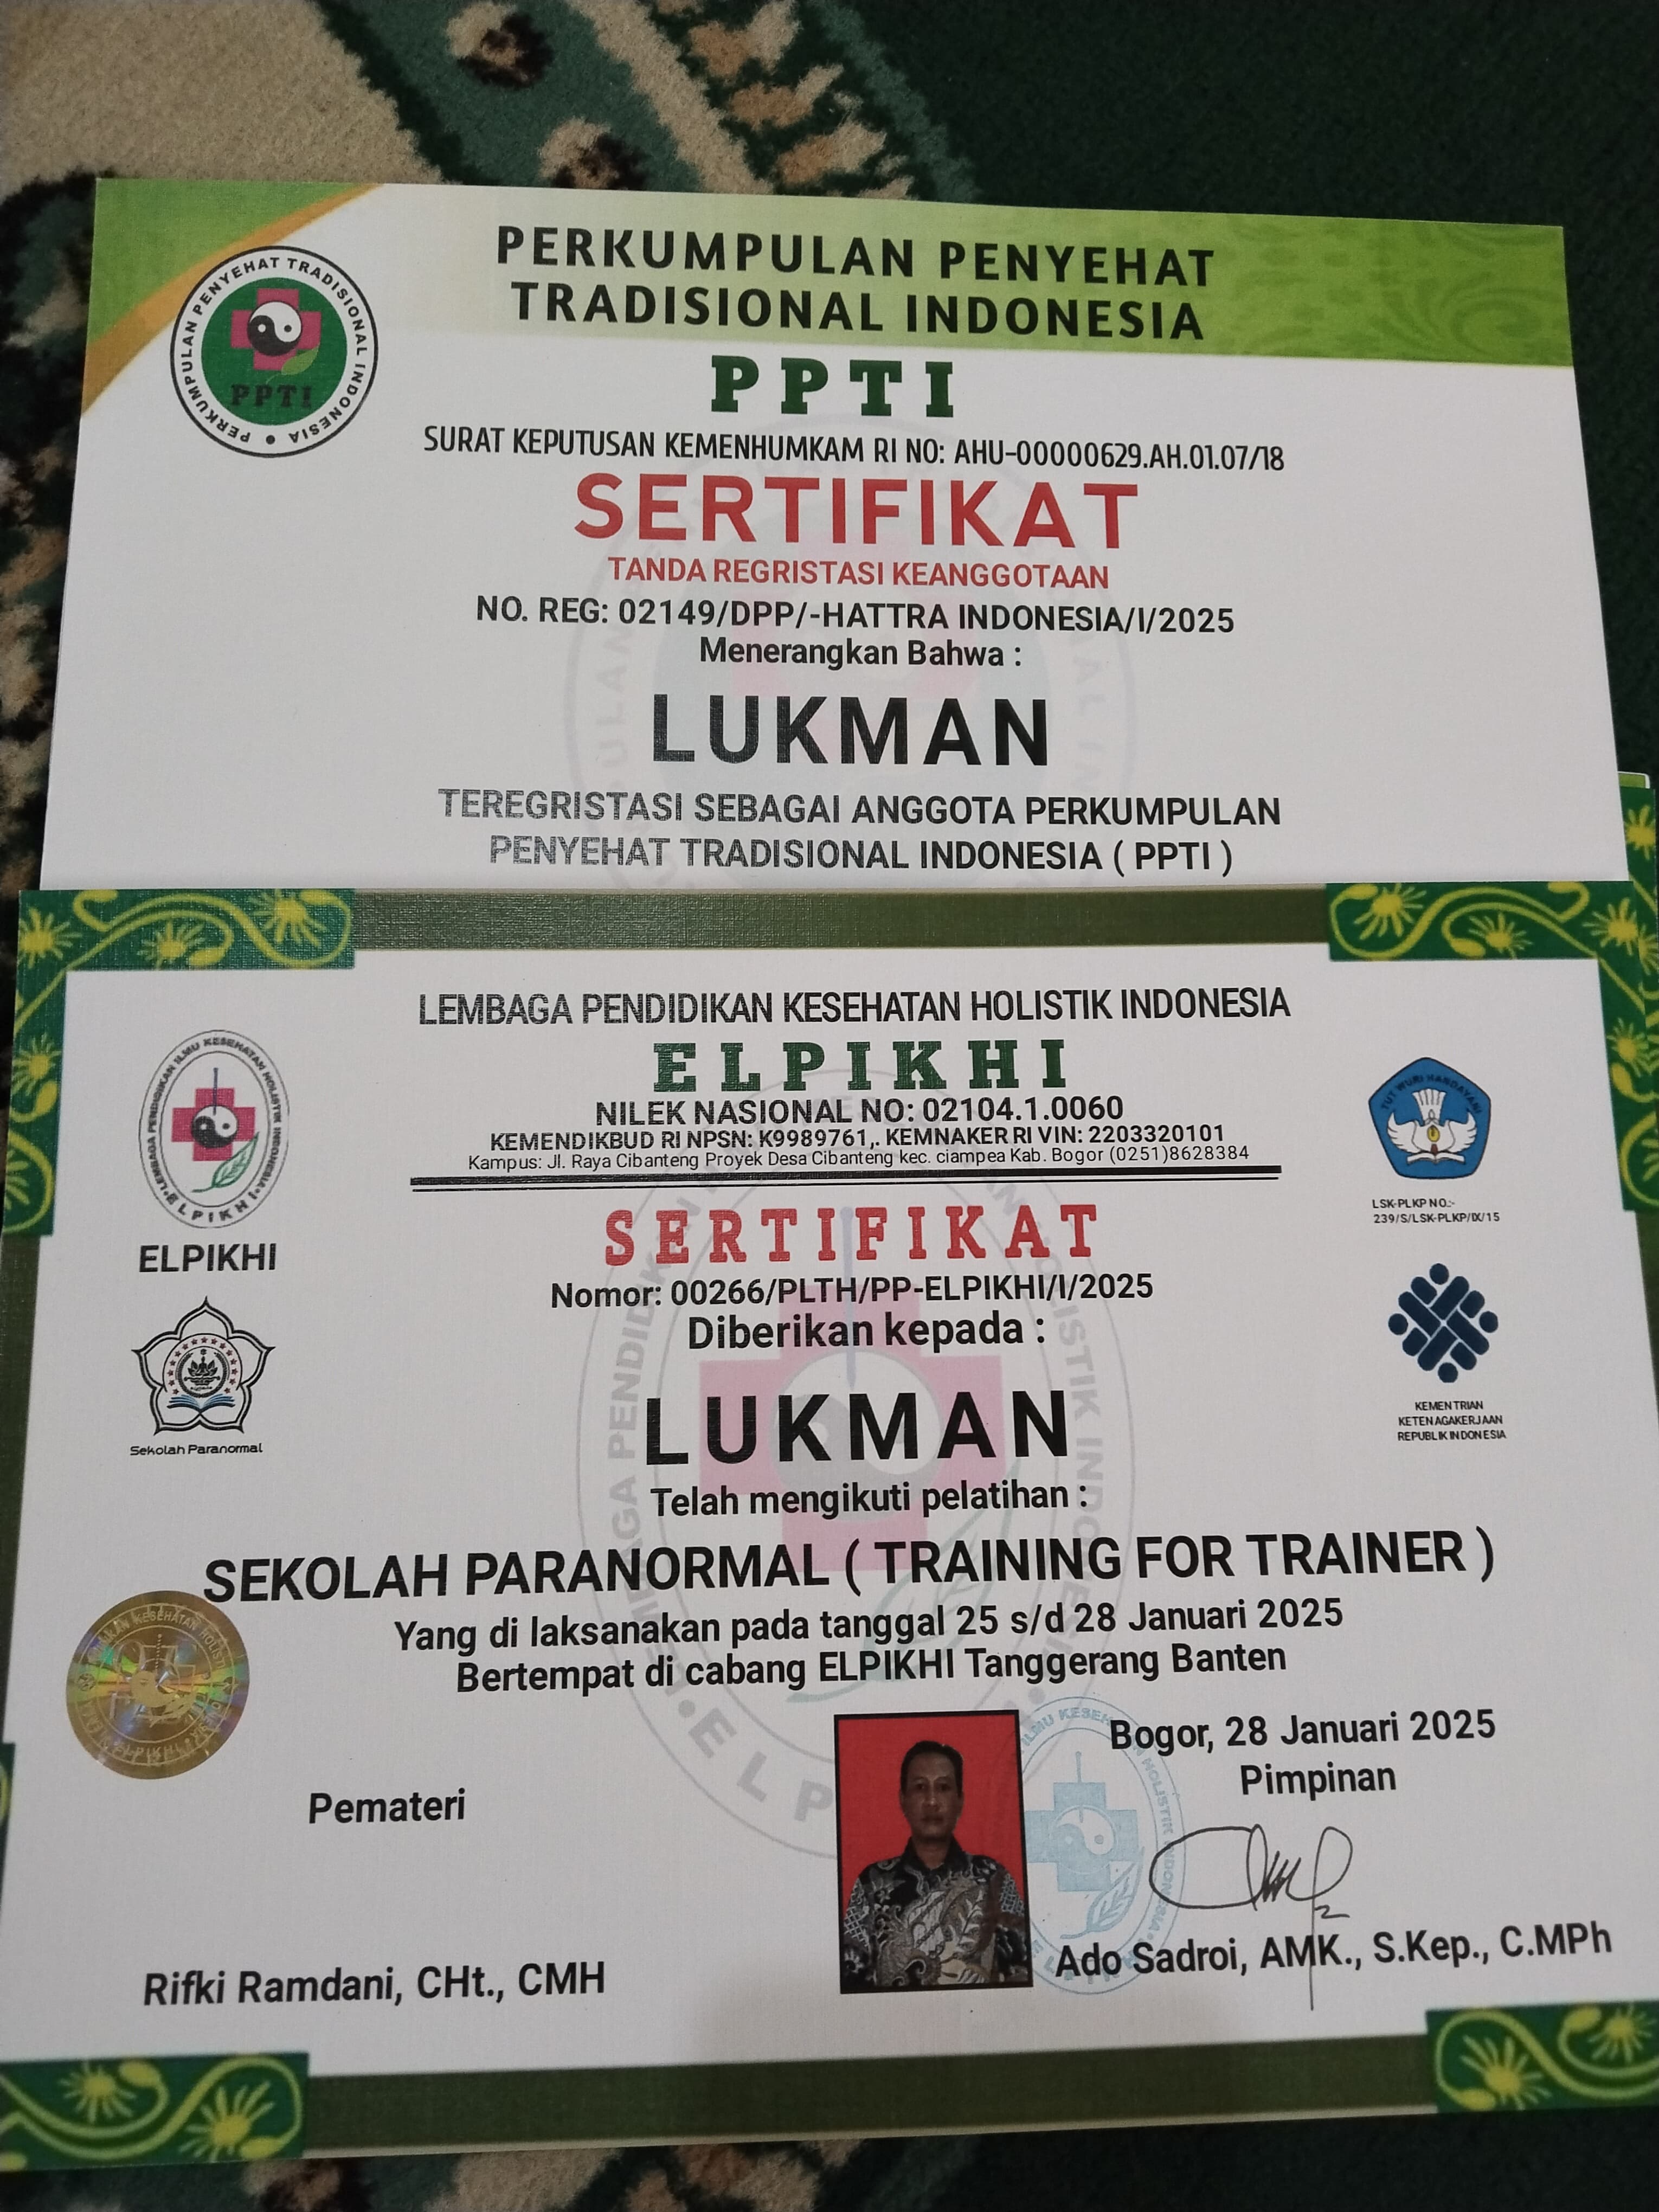 PERKUMPULAN PENYEHAT
TRADISIONAL INDONESIA
PERKUMPULAN PENYEHAT TRADISIONAL INDONESIA
PPTI
PPTI
SURAT KEPUTUSAN KEMENHUMKAM RI NO: AHU-00000629.AH.01.07/18
SERTIFIKAT
TANDA REGRISTASI KEANGGOTAAN
NO. REG: 02149/DPP/-HATTRA INDONESIA/I/2025
Menerangkan Bahwa :
LUKMAN
TEREGRISTASI SEBAGAI ANGGOTA PERKUMPULAN
PENYEHAT TRADISIONAL INDONESIA ( PPTI )
LEMBAGA PENDIDIKAN KESEHATAN HOLISTIK INDONESIA
ELPIKHI
NILEK NASIONAL NO: 02104.1.0060
KEMENDIKBUD RI NPSN: K9989761,. KEMNAKER RI VIN: 2203320101
Kampus: Jl. Raya Cibanteng Proyek Desa Cibanteng kec. ciampea Kab. Bogor (0251)8628384
LEMBAGA PENDIDIKAN ILMU KESEHATAN HOLISTIK INDONESIA
ELPIKHI
ELPIKHI
TUT WURI HANDAYANI
LSK-PLKP NO:-
239/S/LSK-PLKP/IX/15
SERTIFIKAT
Nomor: 00266/PLTH/PP-ELPIKHI/I/2025
Diberikan kepada :
Sekolah Paranormal
KEMENTRIAN
KETENAGAKERJAAN
REPUBLIK INDONESIA
LUKMAN
Telah mengikuti pelatihan :
SEKOLAH PARANORMAL ( TRAINING FOR TRAINER )
Yang di laksanakan pada tanggal 25 s/d 28 Januari 2025
Bertempat di cabang ELPIKHI Tanggerang Banten
Bogor, 28 Januari 2025
Pimpinan
Pemateri
Ado Sadroi, AMK., S.Kep., C.MPh
Rifki Ramdani, CHt., CMH